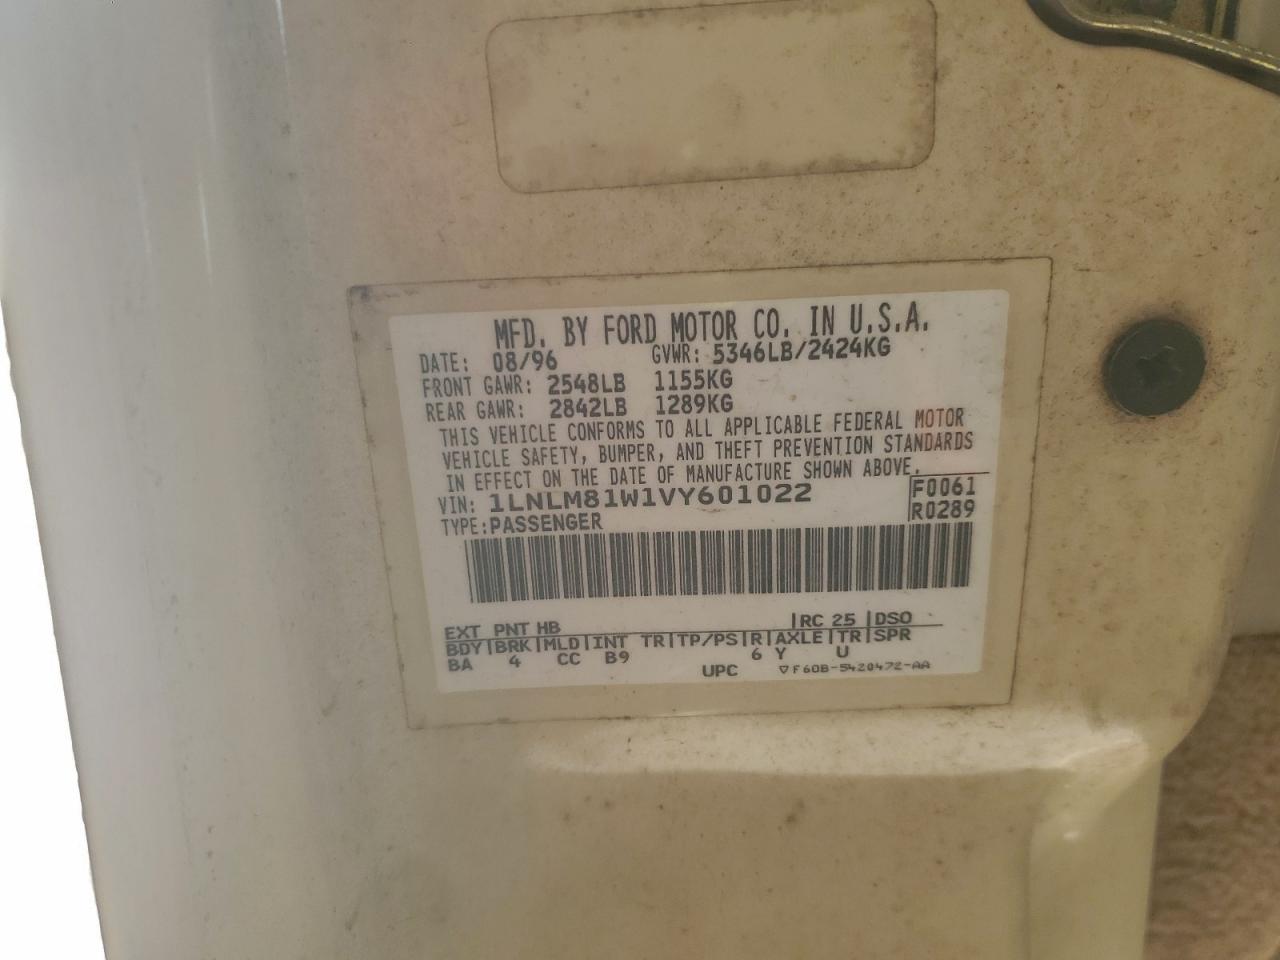 MFD. BY FORD MOTOR CO. IN U.S.A.
DATE: 08/96 GVWR: 5346LB/2424KG
FRONT GAWR: 2548LB 1155KG
REAR GAWR: 2842LB 1289KG
THIS VEHICLE CONFORMS TO ALL APPLICABLE FEDERAL MOTOR
VEHICLE SAFETY, BUMPER, AND THEFT PREVENTION STANDARDS
IN EFFECT ON THE DATE OF MANUFACTURE SHOWN ABOVE.
VIN: 1LNLM81W1VY601022 F0061
TYPE: PASSENGER R0289
EXT PNT HB RC 25 DSO
BDY BRK MLD INT TR TP/PS R AXLE TR SPR
BA 4 CC B9 6 Y U
UPC ▽F60B-5420472-AA